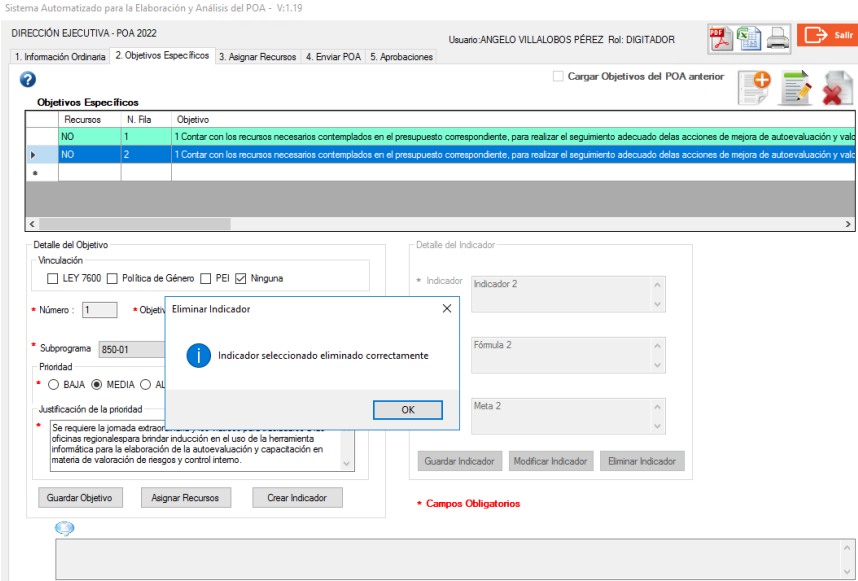 Sistema Automatizado para la Elaboración y Análisis del POA - V:1.19
DIRECCIÓN EJECUTIVA - POA 2022
Usuario:ANGELO VILLALOBOS PÉREZ Rol: DIGITADOR
PDF
Salir
1. Información Ordinaria 2. Objetivos Específicos 3. Asignar Recursos 4. Enviar POA 5. Aprobaciones
Cargar Objetivos del POA anterior
Objetivos Específicos
Recursos N. Fila Objetivo
NO 1 1 Contar con los recursos necesarios contemplados en el presupuesto correspondiente, para realizar el seguimiento adecuado delas acciones de mejora de autoevaluación y valo
NO 2 1 Contar con los recursos necesarios contemplados en el presupuesto correspondiente, para realizar el seguimiento adecuado delas acciones de mejora de autoevaluación y valo
Detalle del Objetivo
Vinculación
LEY 7600 Política de Género PEI Ninguna
* Número : 1 * Objetiv
* Subprograma 850-01
Prioridad
* BAJA MEDIA AL
Justificación de la prioridad
* Se requiere la jornada
oficinas regionalespara brindar inducción en el uso de la herramienta
informática para la elaboración de la autoevaluación y capacitación en
materia de valoración de riesgos y control interno.
Guardar Objetivo Asignar Recursos Crear Indicador
Eliminar Indicador
Indicador seleccionado eliminado correctamente
OK
Detalle del Indicador
* Indicador Indicador 2
Fórmula 2
Meta 2
Guardar Indicador Modificar Indicador Eliminar Indicador
* Campos Obligatorios